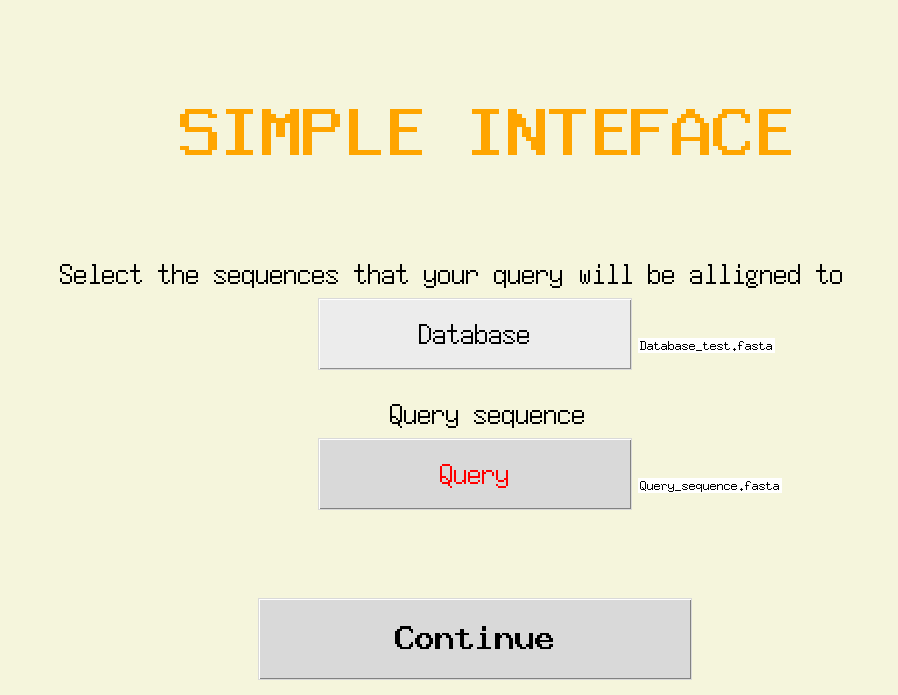 SIMPLE INTEFACE
Select the sequences that your query will be alligned to
Database
Database_test.fasta
Query sequence
Query
Query_sequence.fasta
Continue